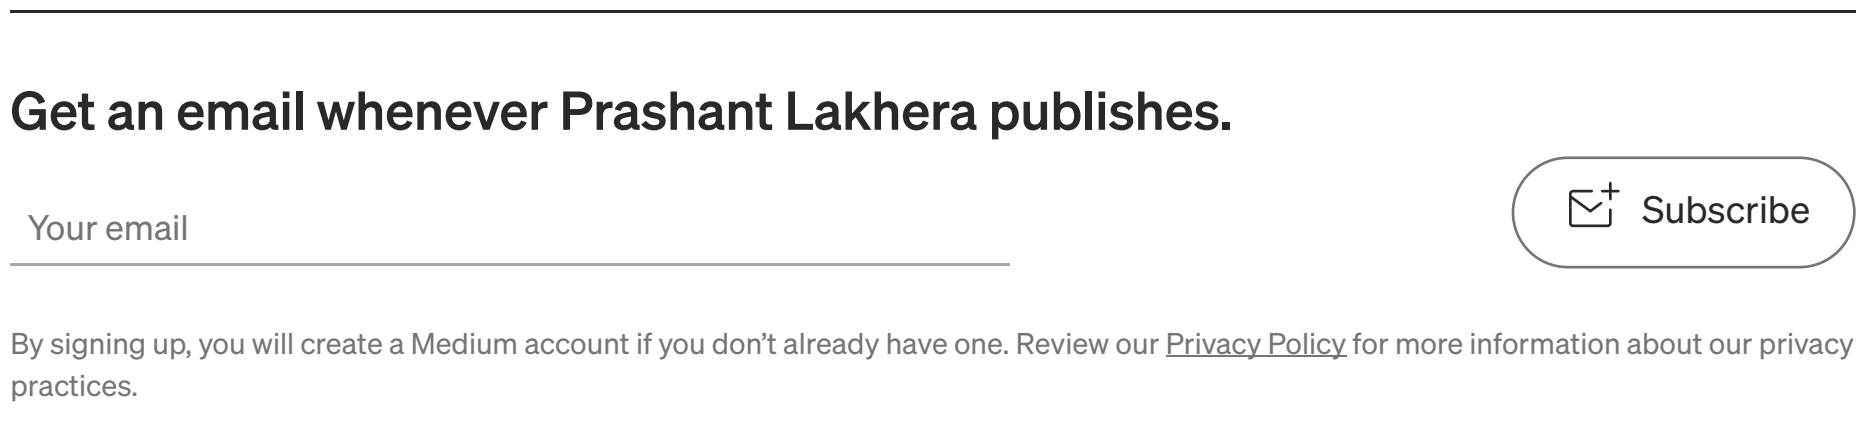 Get an email whenever Prashant Lakhera publishes.
Your email
Subscribe
By signing up, you will create a Medium account if you don’t already have one. Review our Privacy Policy for more information about our privacy
practices.